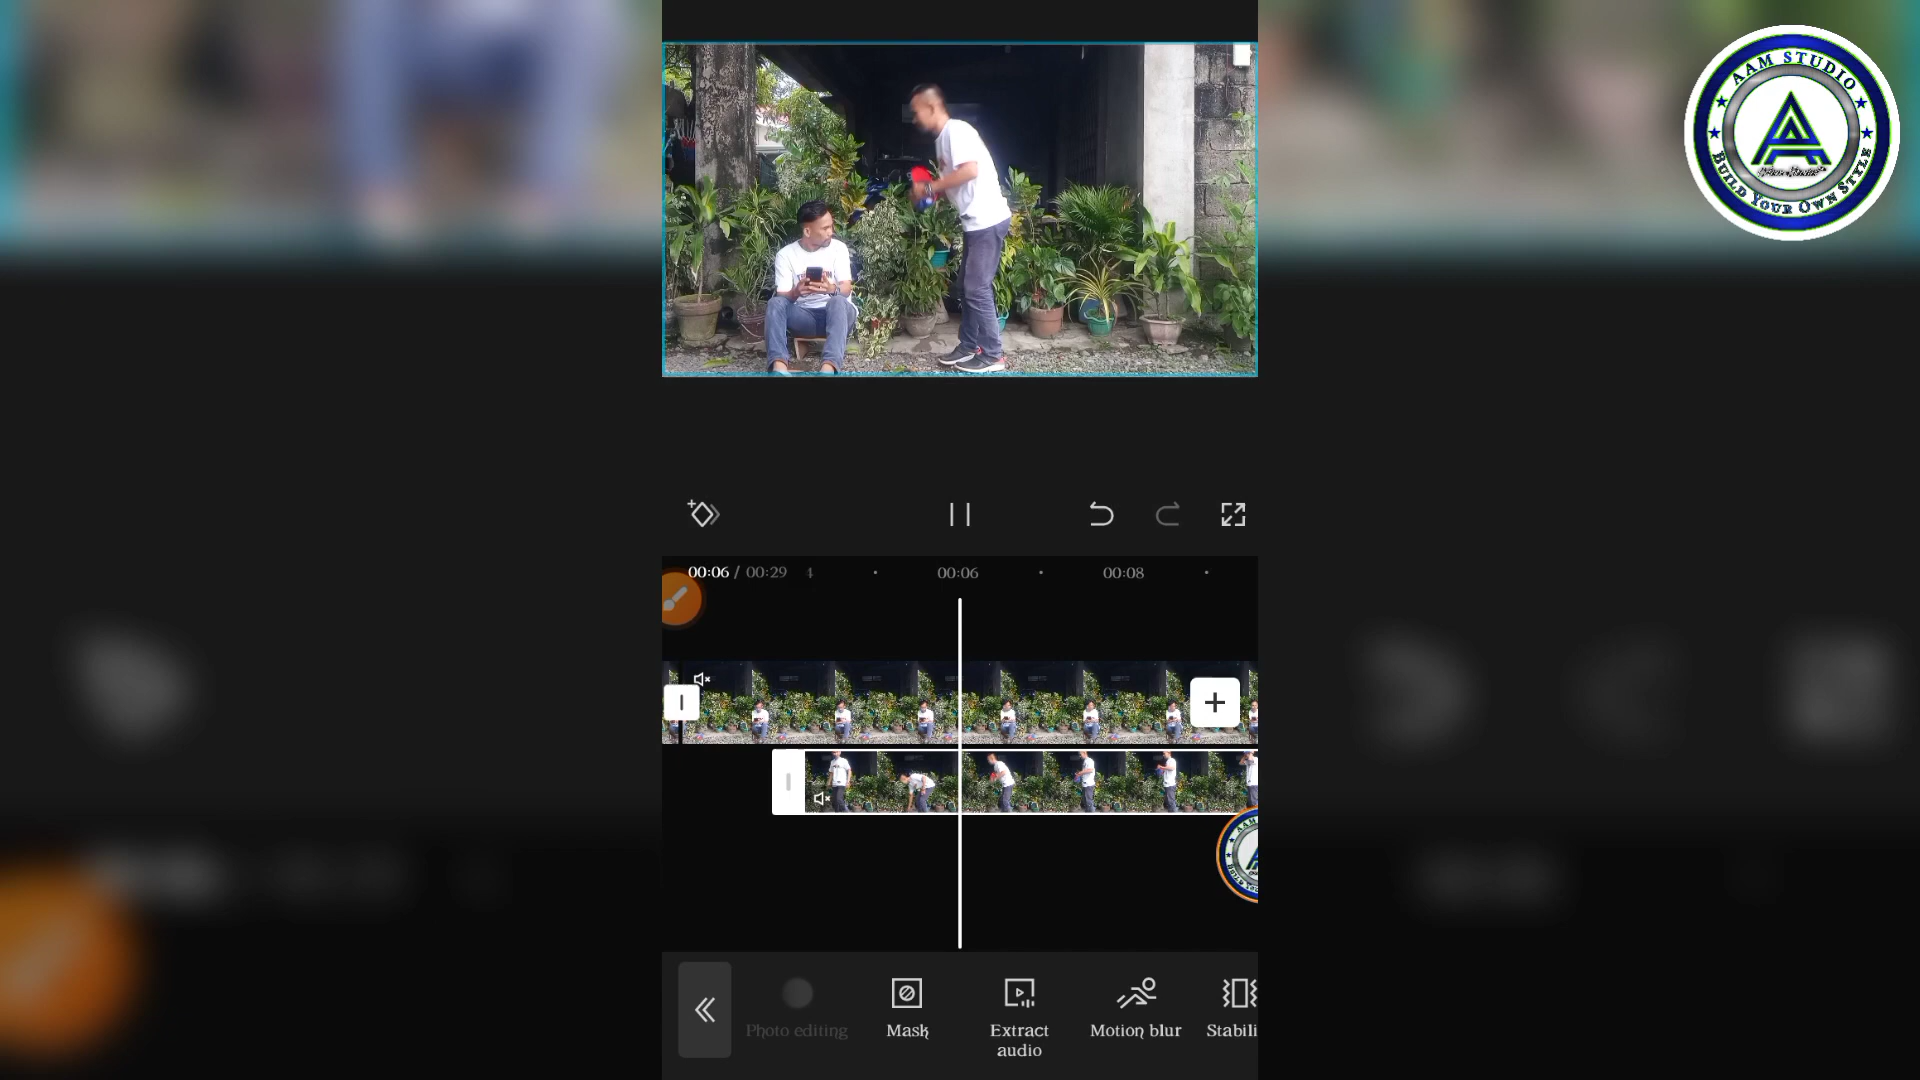 AAM STUDIO
BUILD YOUR OWN STYLE
00:06 / 00:29
00:06
00:08
Photo editing
Mask
Extract
audio
Motion blur
Stabili
AAM